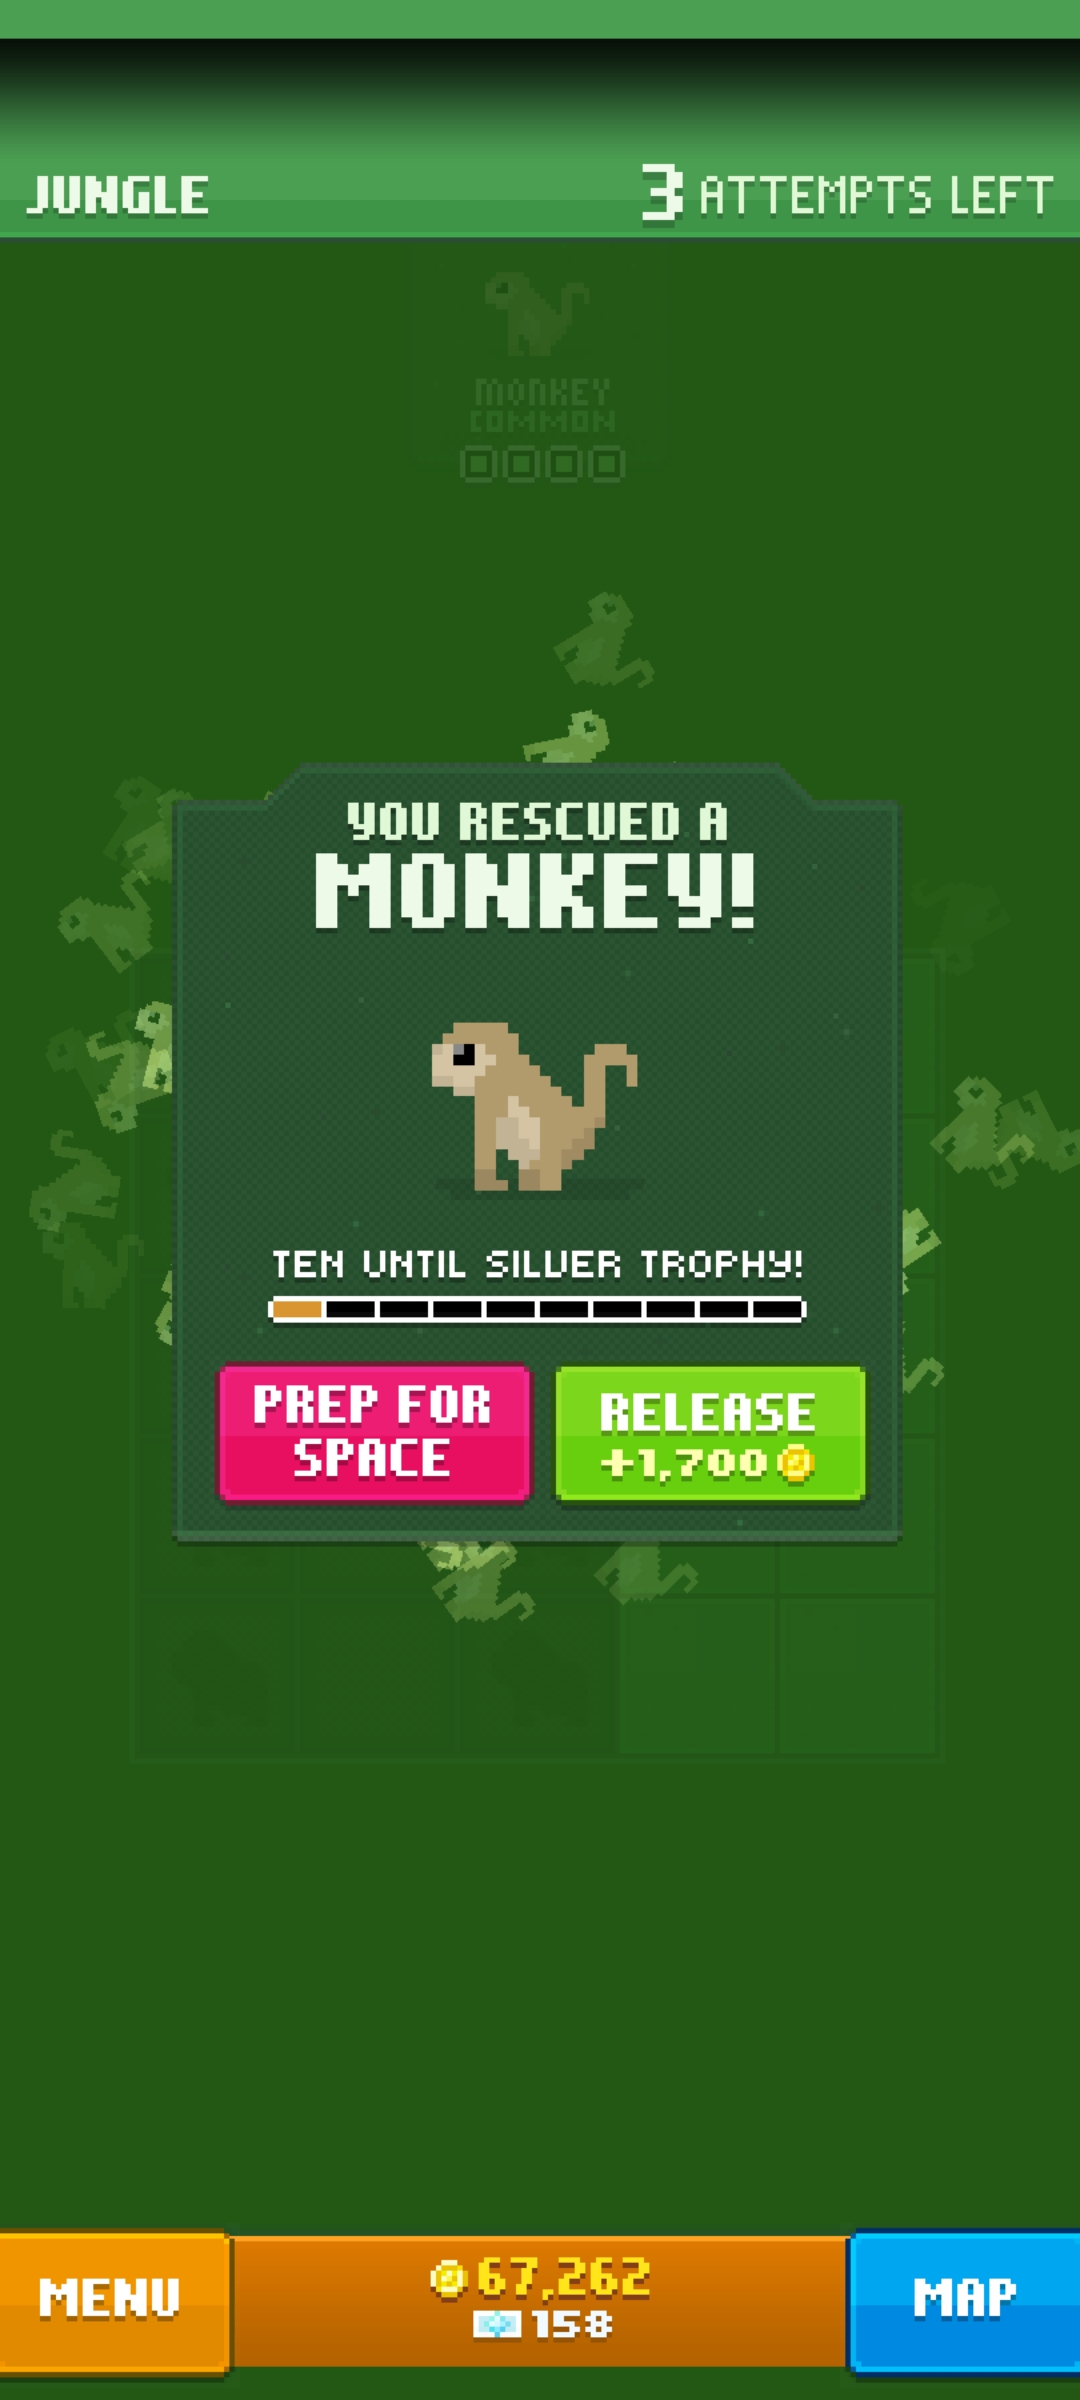 JUNGLE
3 ATTEMPTS LEFT
MONKEY
COMMON
YOU RESCUED A
MONKEY!
TEN UNTIL SILVER TROPHY!
PREP FOR
SPACE
RELEASE
+1,700
MENU
67,262
158
MAP